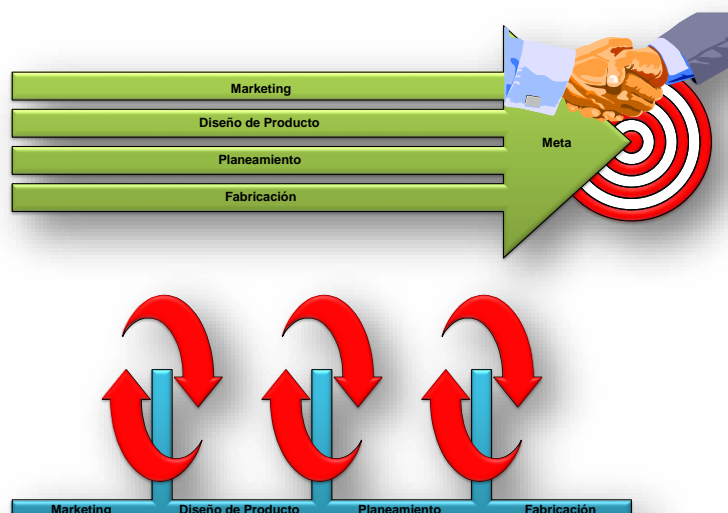 Marketing
Diseño de Producto
Meta
Planeamiento
Fabricación
Marketing Diseño de Producto Planeamiento Fabricación